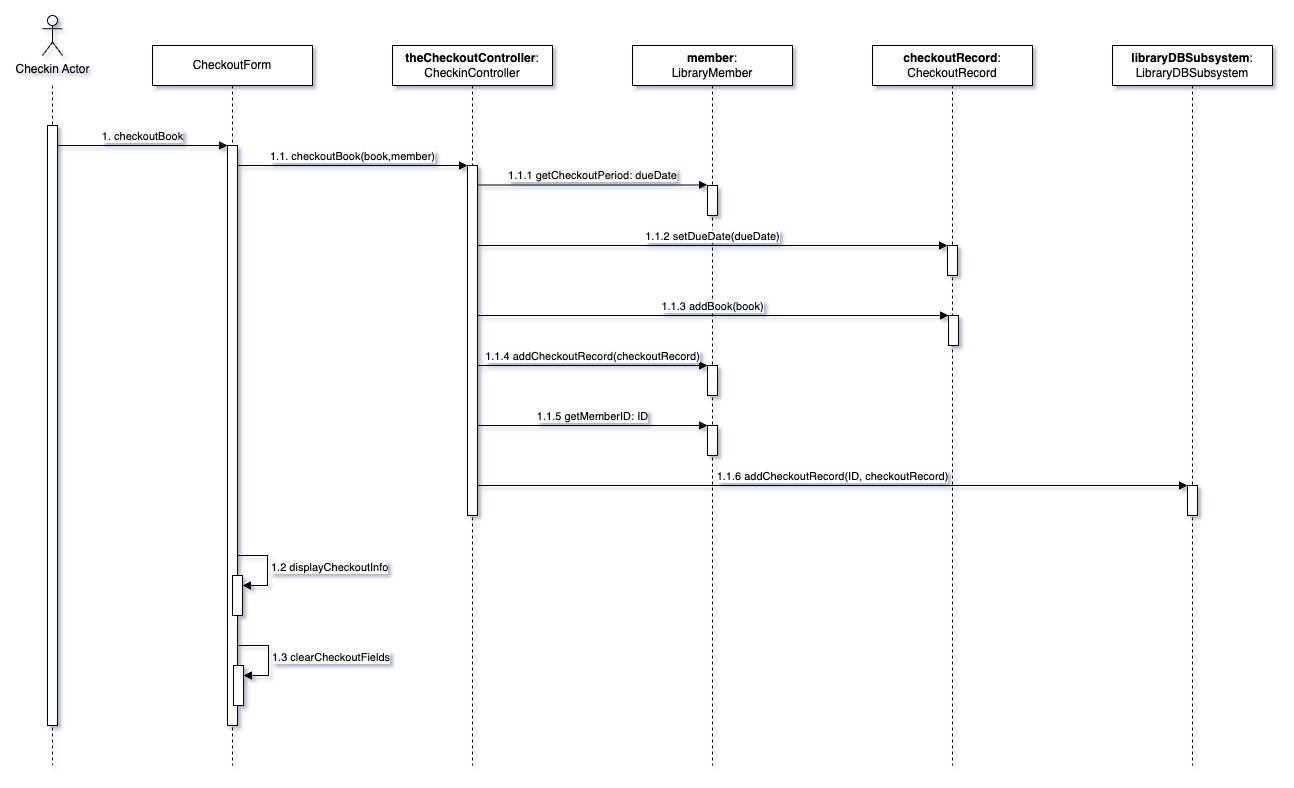 Checkin Actor
CheckoutForm
theCheckoutController:
CheckinController
member:
LibraryMember
checkoutRecord:
CheckoutRecord
libraryDBSubsystem:
LibraryDBSubsystem
1. checkoutBook
1.1. checkoutBook(book,member)
1.1.1 getCheckoutPeriod: dueDate
1.1.2 setDueDate(dueDate)
1.1.3 addBook(book)
1.1.4 addCheckoutRecord(checkoutRecord)
1.1.5 getMemberID: ID
1.1.6 addCheckoutRecord(ID, checkoutRecord)
1.2 displayCheckoutInfo
1.3 clearCheckoutFields